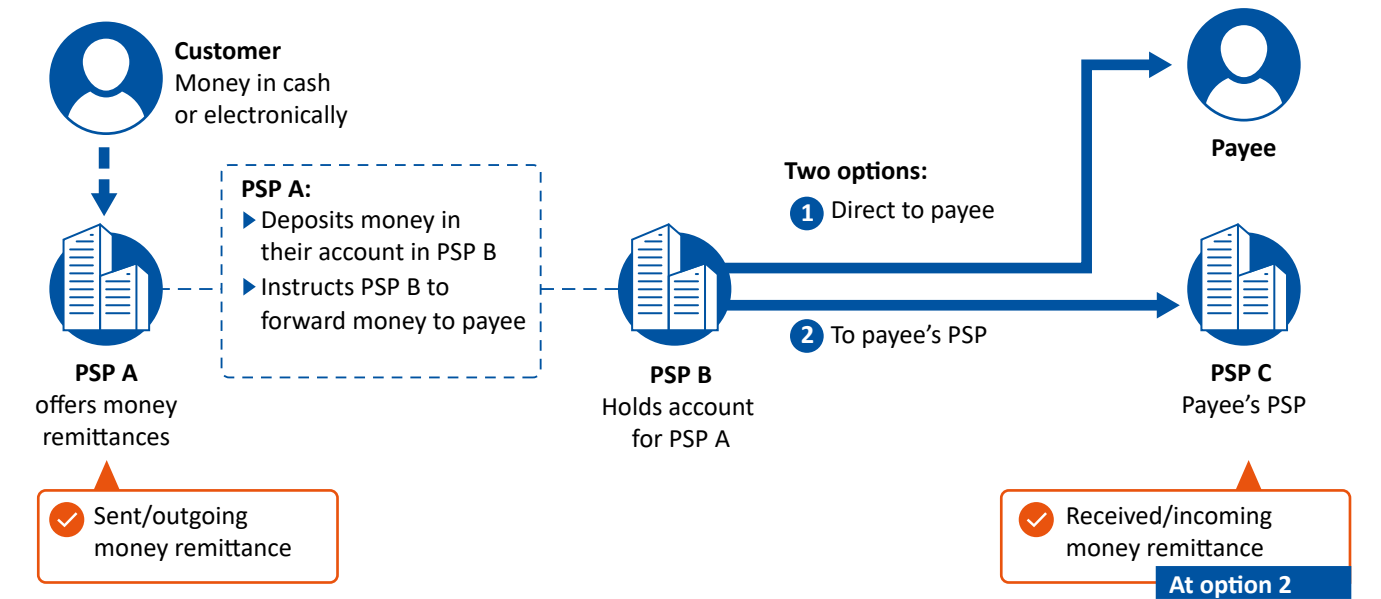 Customer
Money in cash
or electronically
PSP A:
Deposits money in
their account in PSP B
Instructs PSP B to
forward money to payee
Two options:
1 Direct to payee
2 To payee's PSP
Payee
PSP A
offers money
remittances
PSP B
Holds account
for PSP A
PSP C
Payee's PSP
Sent/outgoing
money remittance
Received/incoming
money remittance
At option 2